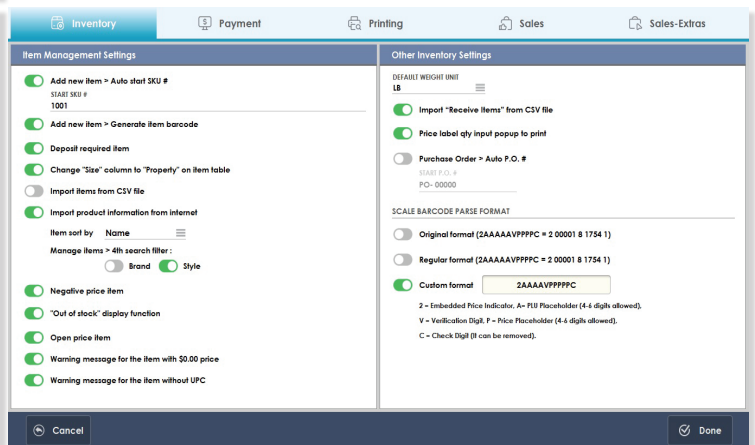 Inventory
Payment
Printing
Sales
Sales-Extras
Item Management Settings
Add new item > Auto start SKU #
START SKU #
1001
Add new item > Generate item barcode
Deposit required item
Change "Size" column to "Property" on item table
Import items from CSV file
Import product information from internet
Item sort by Name
Manage items > 4th search filter :
Brand Style
Negative price item
"Out of stock" display function
Open price item
Warning message for the item with $0.00 price
Warning message for the item without UPC
Other Inventory Settings
DEFAULT WEIGHT UNIT
LB
Import "Receive Items" from CSV file
Price label qty input popup to print
Purchase Order > Auto P.O. #
START P.O. #
PO- 00000
SCALE BARCODE PARSE FORMAT
Original format (2AAAAAVPPPPC = 2 00001 8 1754 1)
Regular format (2AAAAAVPPPPC = 2 00001 8 1754 1)
Custom format 2AAAAVPPPPPC
2 = Embedded Price Indicator, A= PLU Placeholder (4-6 digits allowed),
V = Verification Digit, P = Price Placeholder (4-6 digits allowed),
C = Check Digit (It can be removed).
Cancel
Done